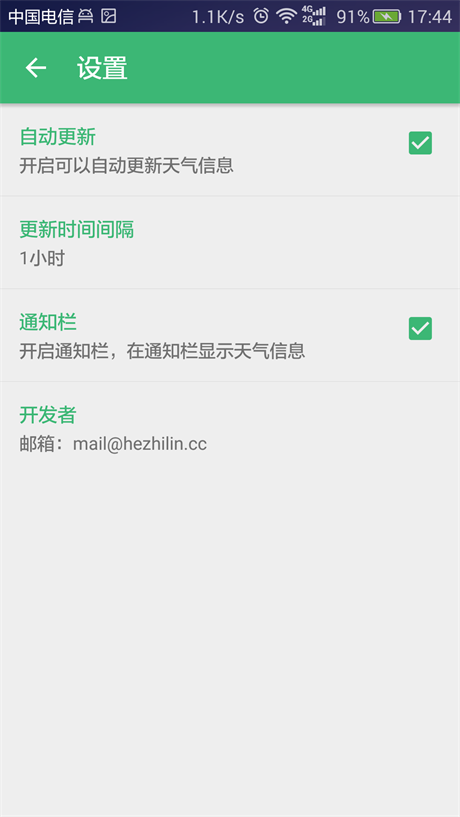 中国电信 1.1K/s 4G 2G 91% 17:44
设置
自动更新
开启可以自动更新天气信息
更新时间间隔
1小时
通知栏
开启通知栏，在通知栏显示天气信息
开发者
邮箱：mail@hezhilin.cc